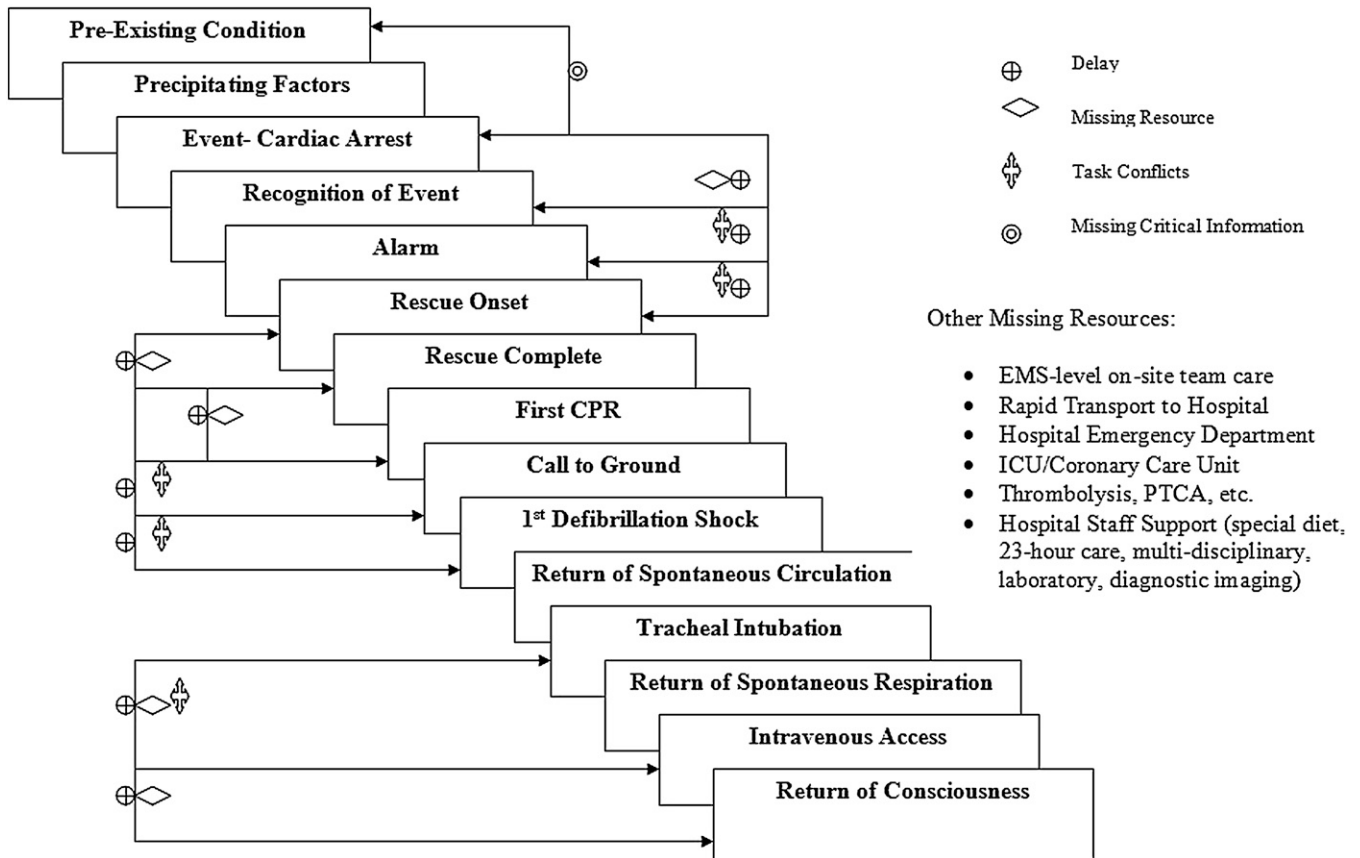 Pre-Existing Condition
Precipitating Factors
Event- Cardiac Arrest
Recognition of Event
Alarm
Rescue Onset
Rescue Complete
First CPR
Call to Ground
1st Defibrillation Shock
Return of Spontaneous Circulation
Tracheal Intubation
Return of Spontaneous Respiration
Intravenous Access
Return of Consciousness
Delay
Missing Resource
Task Conflicts
Missing Critical Information
Other Missing Resources:
• EMS-level on-site team care
• Rapid Transport to Hospital
• Hospital Emergency Department
• ICU/Coronary Care Unit
• Thrombolysis, PTCA, etc.
• Hospital Staff Support (special diet,
23-hour care, multi-disciplinary,
laboratory, diagnostic imaging)